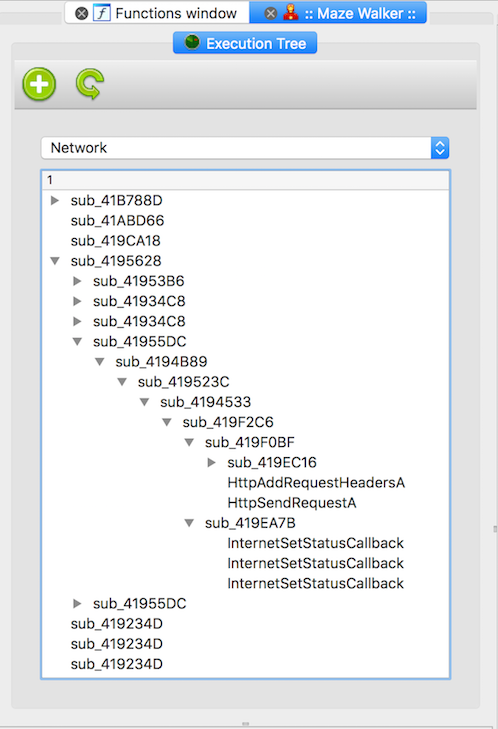 Functions window :: Maze Walker ::
Execution Tree
Network
1
sub_41B788D
sub_41ABD66
sub_419CA18
sub_4195628
sub_41953B6
sub_41934C8
sub_41934C8
sub_41955DC
sub_4194B89
sub_419523C
sub_4194533
sub_419F2C6
sub_419F0BF
sub_419EC16
HttpAddRequestHeadersA
HttpSendRequestA
sub_419EA7B
InternetSetStatusCallback
InternetSetStatusCallback
InternetSetStatusCallback
sub_41955DC
sub_419234D
sub_419234D
sub_419234D